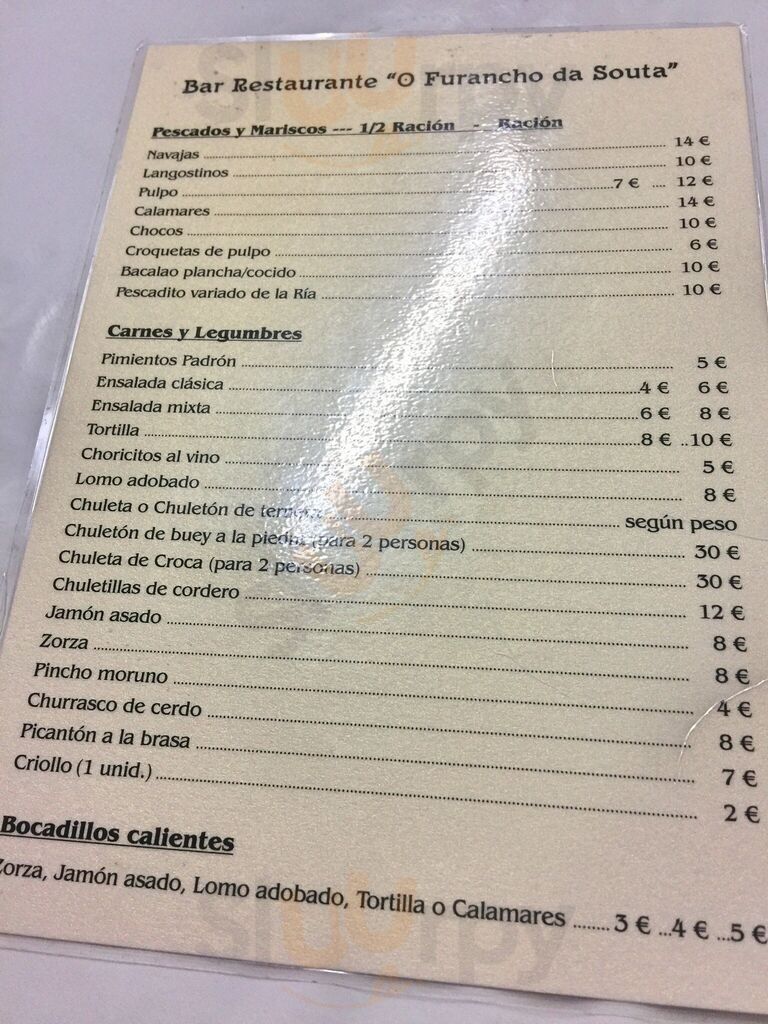 Bar Restaurante “O Furancho da Souta”
Pescados y Mariscos --- 1/2 Ración - Ración
Navajas 14 €
Langostinos 10 €
Pulpo 7 € ... 12 €
Calamares 14 €
Chocos 10 €
Croquetas de pulpo 6 €
Bacalao plancha/cocido 10 €
Pescadito variado de la Ría 10 €
Carnes y Legumbres
Pimientos Padrón 5 €
Ensalada clásica 4 € 6 €
Ensalada mixta 6 € 8 €
Tortilla 8 € ..10 €
Choricitos al vino 5 €
Lomo adobado 8 €
Chuleta o Chuletón de ternera según peso
Chuletón de buey a la piedra (para 2 personas) 30 €
Chuleta de Croca (para 2 personas) 30 €
Chuletillas de cordero 12 €
Jamón asado 8 €
Zorza 8 €
Pincho moruno 4 €
Churrasco de cerdo 8 €
Picantón a la brasa 7 €
Criollo (1 unid.) 2 €
Bocadillos calientes
Zorza, Jamón asado, Lomo adobado, Tortilla o Calamares ....... 3 € ...4 € ...5 €
sluurpy